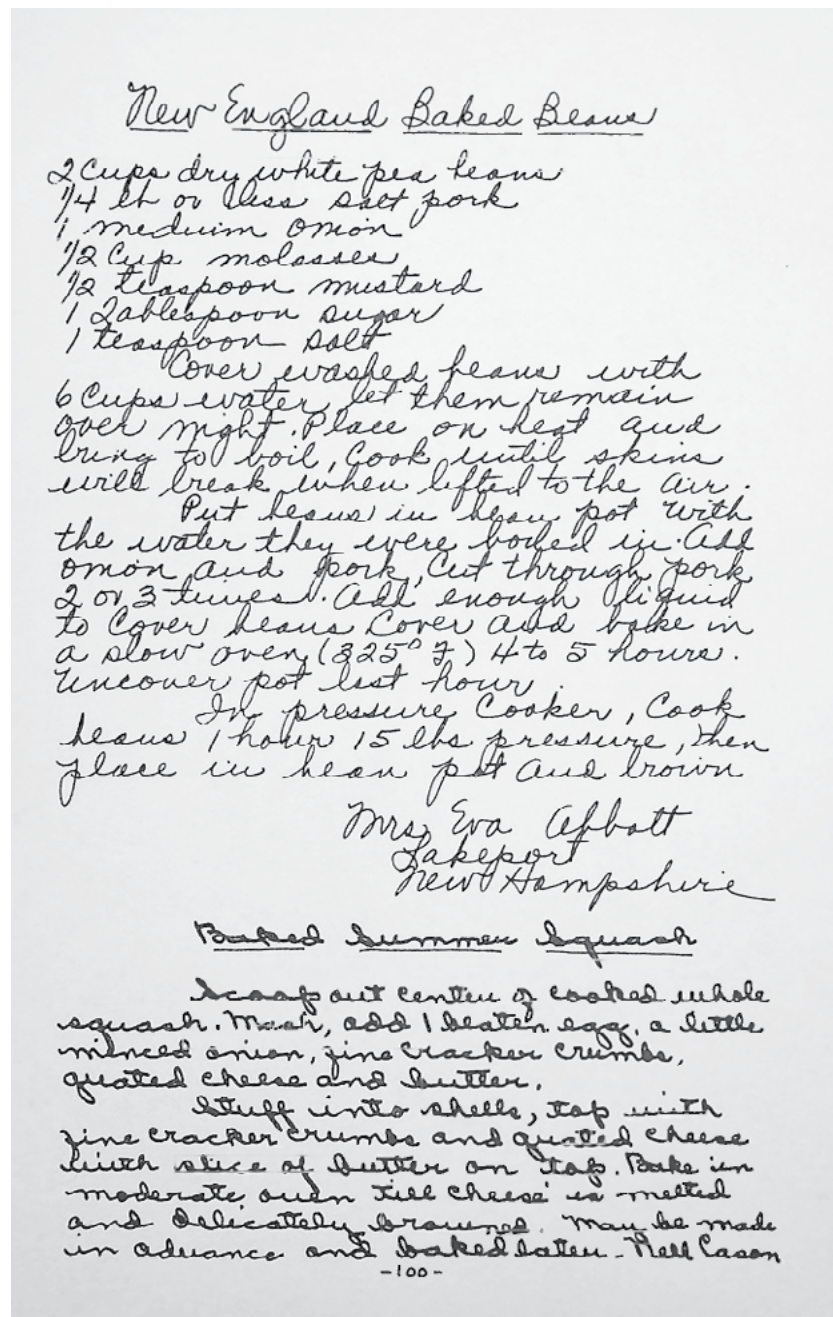 New England Baked Beans
2 Cups dry white pea beans
1/4 lb or less salt pork
1 meduim onion
1/2 Cup molasses
1/2 teaspoon mustard
1 Tablespoon sugar
1 teaspoon salt
Cover washed beans with
6 Cups water, let them remain
over night. Place on heat and
bring to boil, Cook until skins
will break when lifted to the air.
Put beans in bean pot with
the water they were boiled in. Add
onion and pork, Cut through pork
2 or 3 times. Add enough liquid
to Cover beans Cover and bake in
a slow oven (325° F) 4 to 5 hours.
Uncover pot last hour.
In pressure Cooker, Cook
beans 1 hour 15 lbs pressure, then
place in bean pot and brown
Mrs. Eva Abbott
Lakeport
New Hampshire
Baked Summer Squash
Scoop out center of cooked whole
squash. Mash, add 1 beaten egg, a little
minced onion, fine cracker crumbs,
grated cheese and butter.
Stuff into shells, top with
fine cracker crumbs and grated cheese
with slice of butter on top. Bake in
moderate oven till cheese is melted
and delicately browned. May be made
in advance and baked later - Nell Cason
-100-